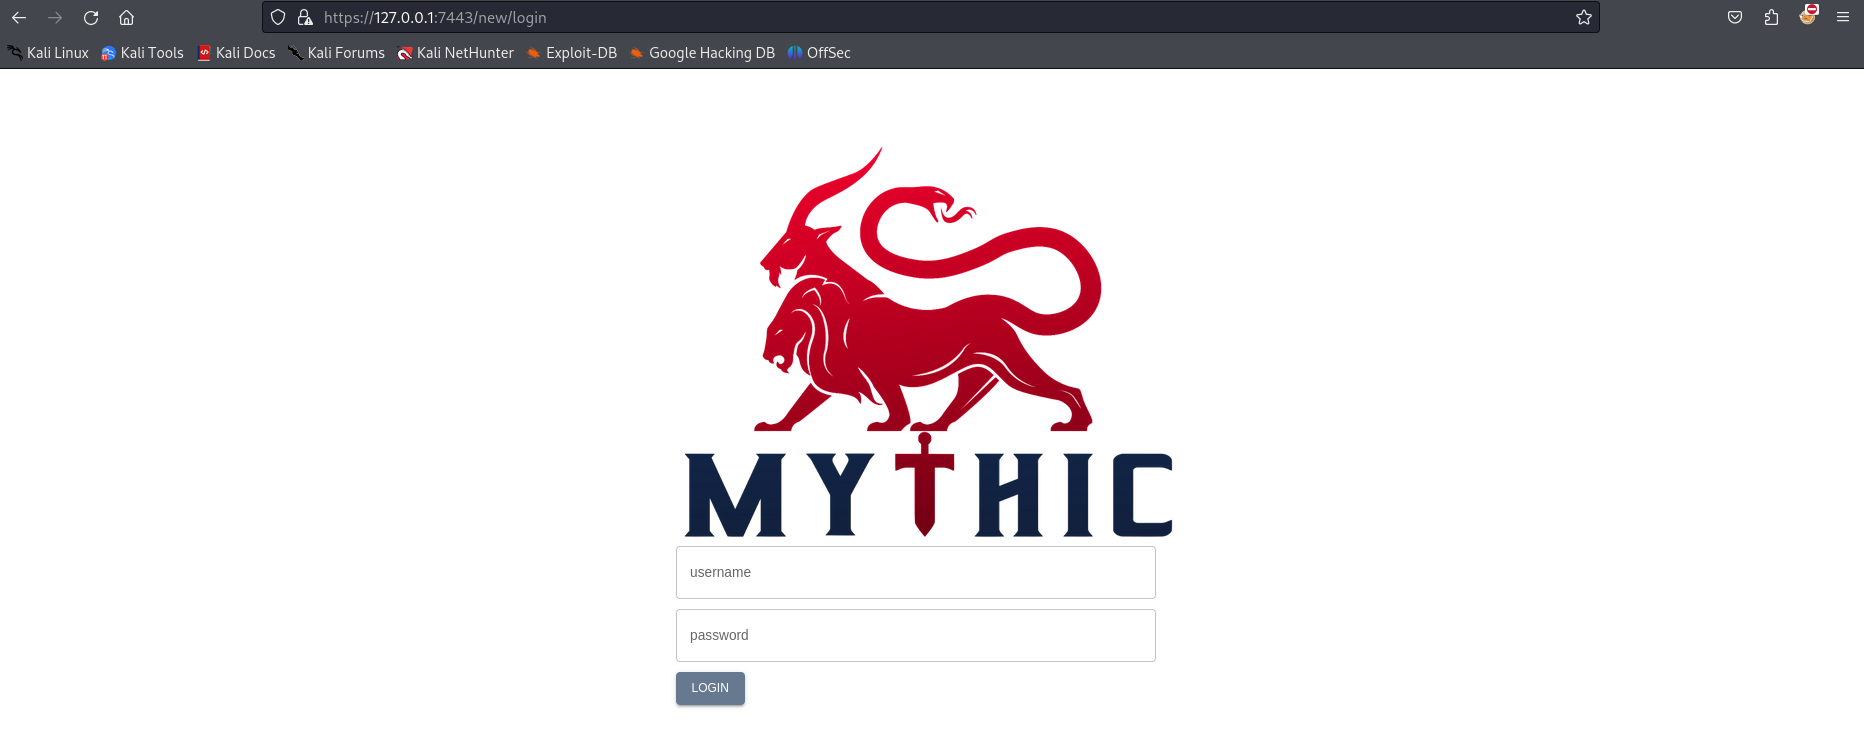 https://127.0.0.1:7443/new/login
Kali Linux Kali Tools Kali Docs Kali Forums Kali NetHunter Exploit-DB Google Hacking DB OffSec
MYTHIC
username
password
LOGIN